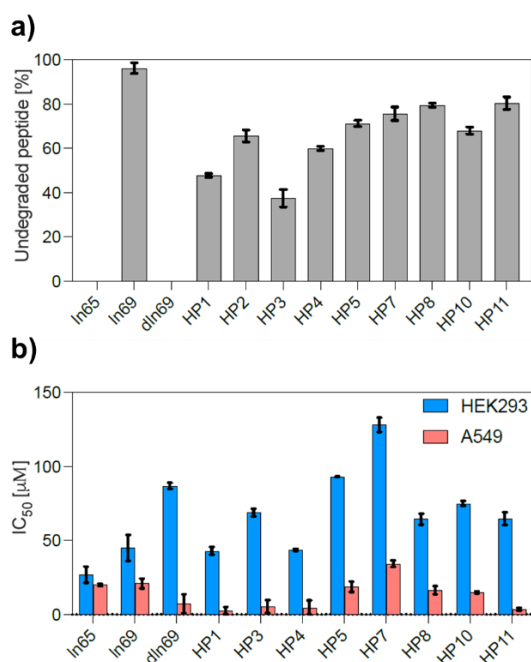 a)
Undegraded peptide [%]
100
80
60
40
20
0
In65 In69 dIn69 HP1 HP2 HP3 HP4 HP5 HP7 HP8 HP10 HP11
b)
IC50 [μM]
150
100
50
0
HEK293
A549
In65 In69 dIn69 HP1 HP3 HP4 HP5 HP7 HP8 HP10 HP11